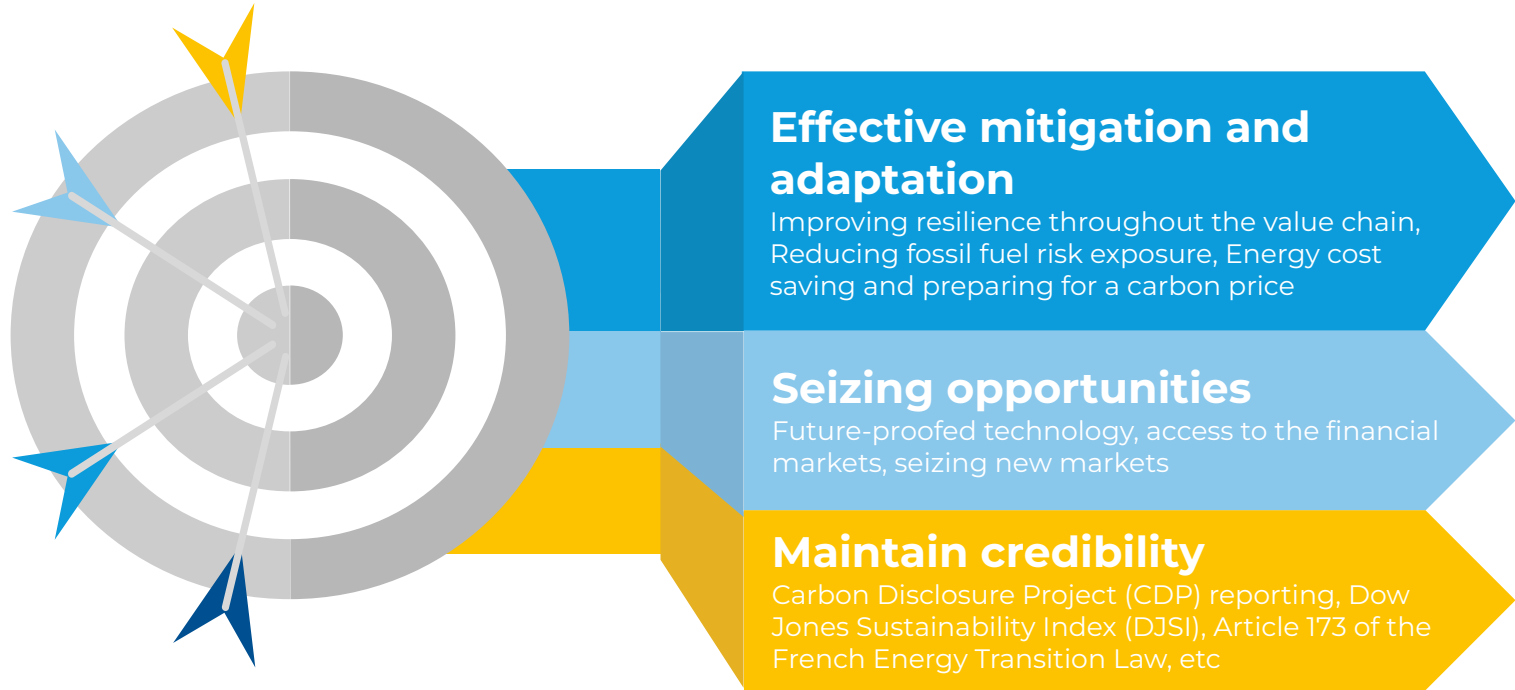 Effective mitigation and
adaptation
Improving resilience throughout the value chain,
Reducing fossil fuel risk exposure, Energy cost
saving and preparing for a carbon price
Seizing opportunities
Future-proofed technology, access to the financial
markets, seizing new markets
Maintain credibility
Carbon Disclosure Project (CDP) reporting, Dow
Jones Sustainability Index (DJSI), Article 173 of the
French Energy Transition Law, etc